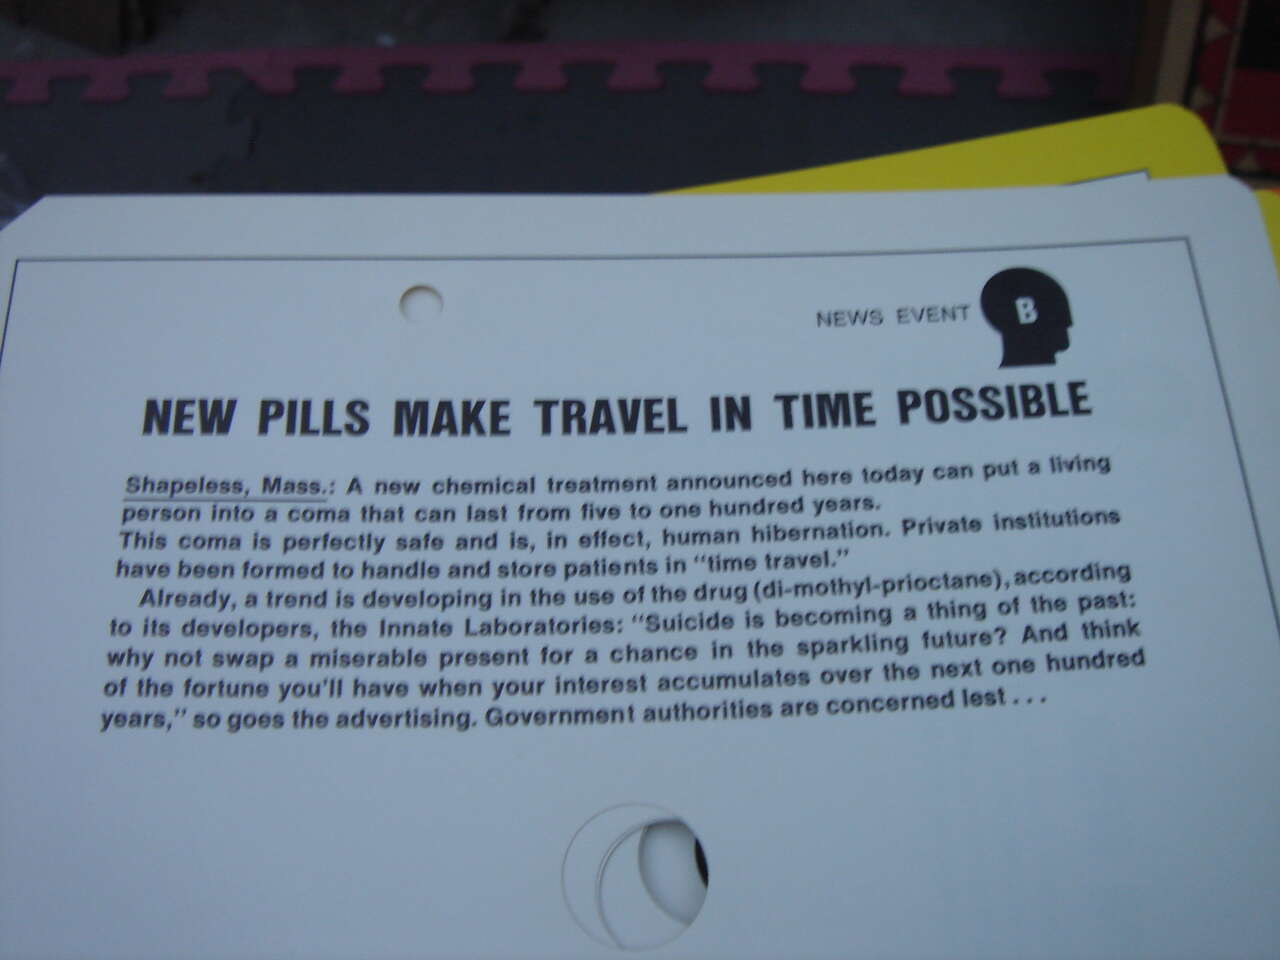 NEWS EVENT B
NEW PILLS MAKE TRAVEL IN TIME POSSIBLE
Shapeless, Mass.: A new chemical treatment announced here today can put a living
person into a coma that can last from five to one hundred years.
This coma is perfectly safe and is, in effect, human hibernation. Private institutions
have been formed to handle and store patients in "time travel."
Already, a trend is developing in the use of the drug (di-mothyl-prioctane), according
to its developers, the Innate Laboratories: "Suicide is becoming a thing of the past:
why not swap a miserable present for a chance in the sparkling future? And think
of the fortune you'll have when your interest accumulates over the next one hundred
years," so goes the advertising. Government authorities are concerned lest . . .